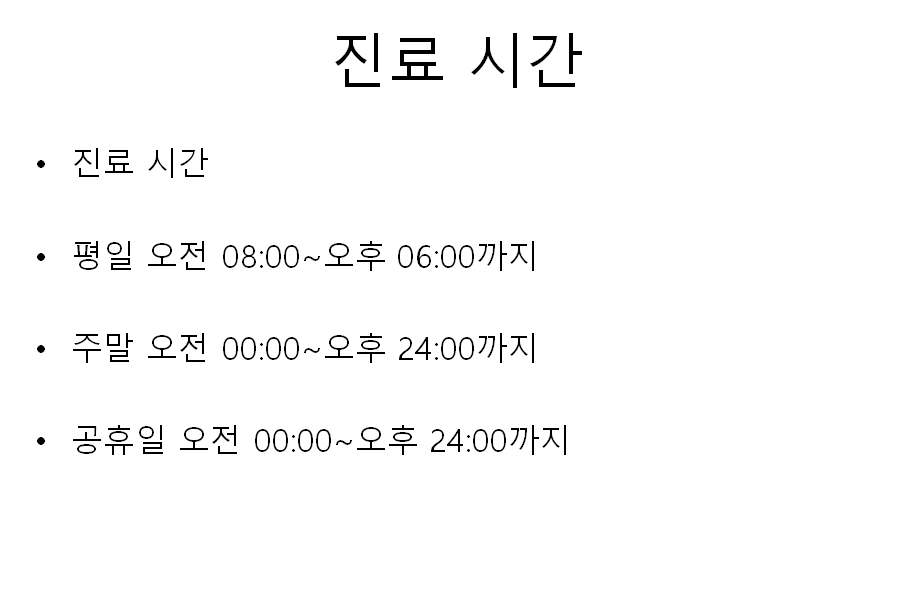 진료 시간
• 진료 시간
• 평일 오전 08:00~오후 06:00까지
• 주말 오전 00:00~오후 24:00까지
• 공휴일 오전 00:00~오후 24:00까지